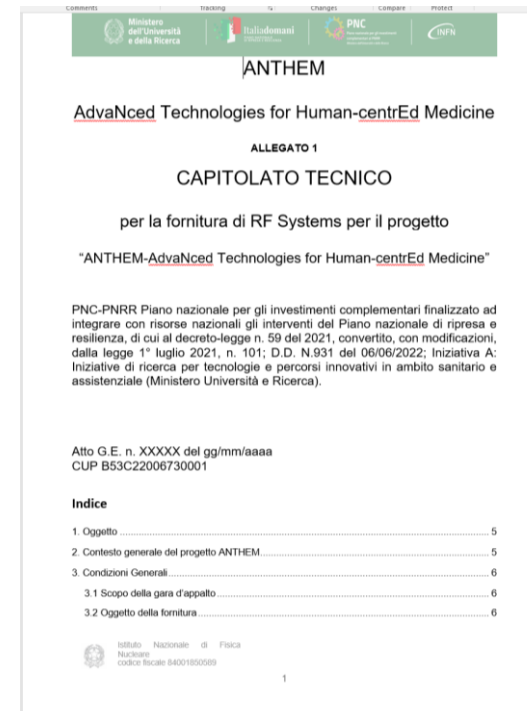 Comments Tracking Changes Compare Protect
Ministero
dell'Università
e della Ricerca
Italiadomani
PNC
INFN
ANTHEM
AdvaNced Technologies for Human-centrEd Medicine
ALLEGATO 1
CAPITOLATO TECNICO
per la fornitura di RF Systems per il progetto
“ANTHEM-AdvaNced Technologies for Human-centrEd Medicine”
PNC-PNRR Piano nazionale per gli investimenti complementari finalizzato ad
integrare con risorse nazionali gli interventi del Piano nazionale di ripresa e
resilienza, di cui al decreto-legge n. 59 del 2021, convertito, con modificazioni,
dalla legge 1° luglio 2021, n. 101; D.D. N.931 del 06/06/2022; Iniziativa A:
Iniziative di ricerca per tecnologie e percorsi innovativi in ambito sanitario e
assistenziale (Ministero Università e Ricerca).
Atto G.E. n. XXXXX del gg/mm/aaaa
CUP B53C22006730001
Indice
1. Oggetto 5
2. Contesto generale del progetto ANTHEM 5
3. Condizioni Generali 6
3.1 Scopo della gara d'appalto 6
3.2 Oggetto della fornitura 6
Istituto Nazionale di Fisica
Nucleare
codice fiscale 84001850589
1